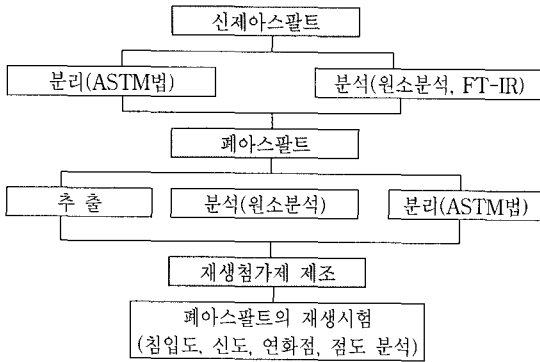 신제아스팔트
분리(ASTM법)
분석(원소분석, FT-IR)
폐아스팔트
추 출
분석(원소분석)
분리(ASTM법)
재생첨가제 제조
폐아스팔트의 재생시험
(침입도, 신도, 연화점, 점도 분석)